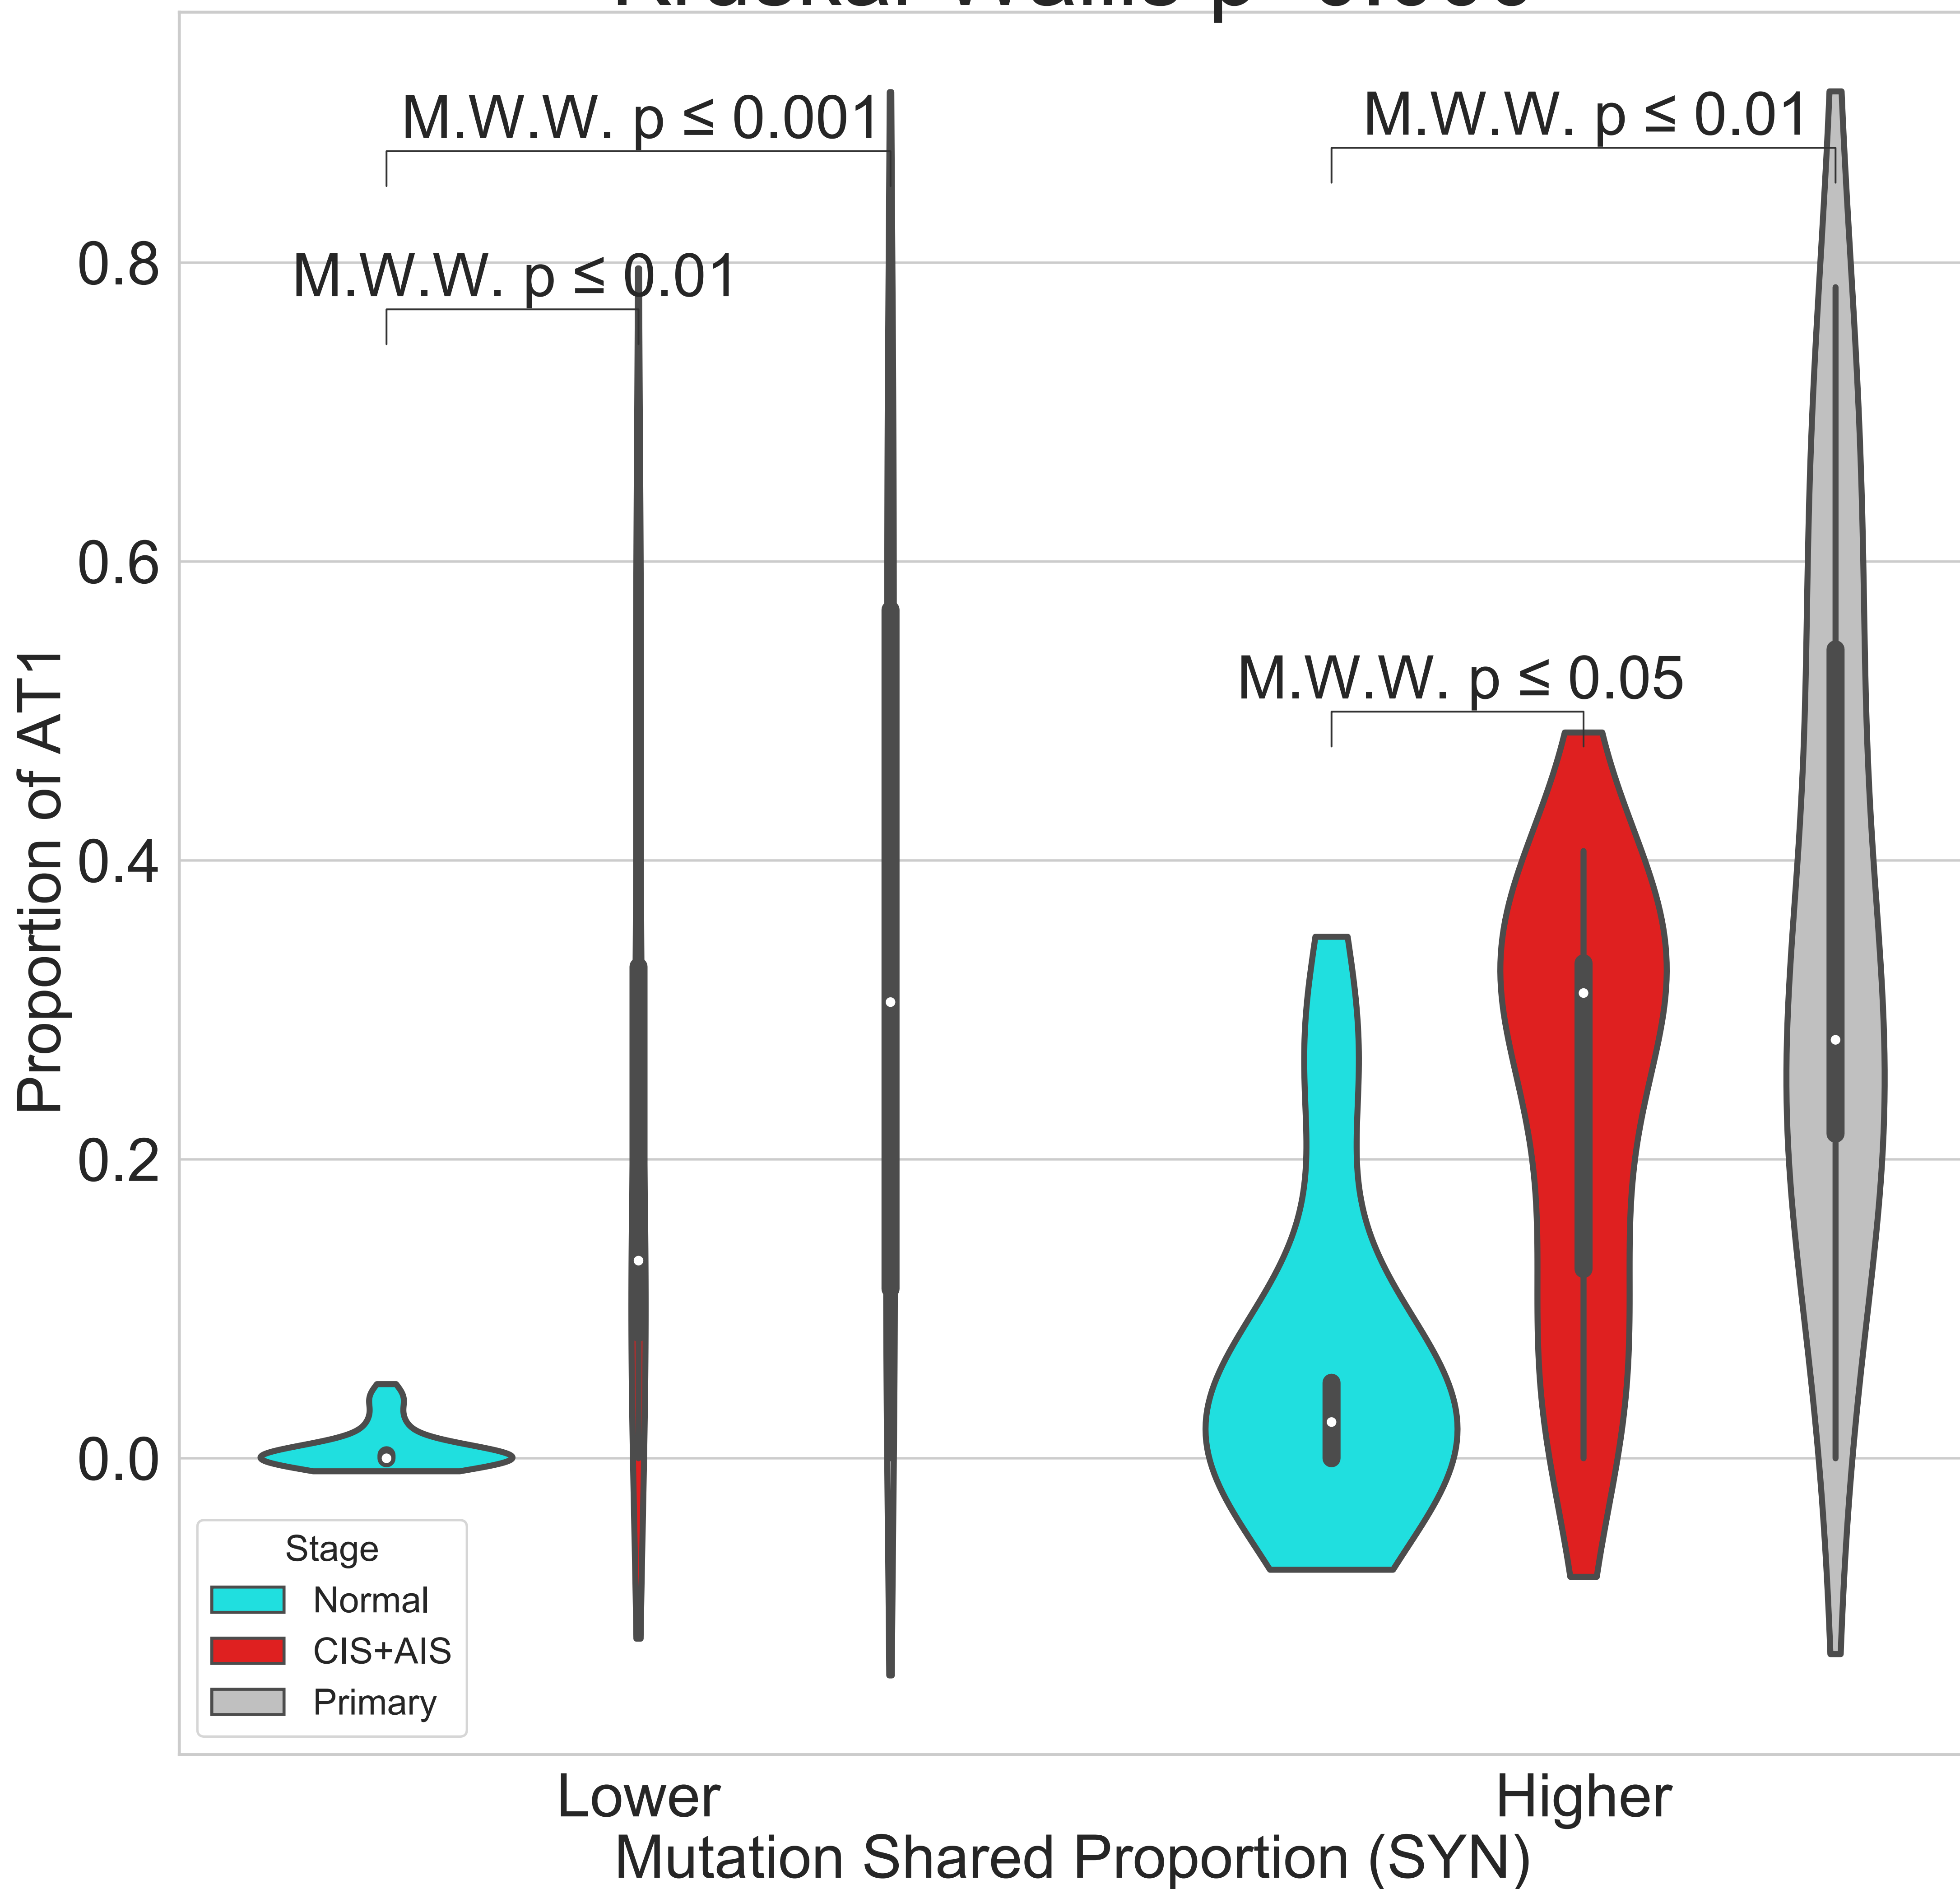 M.W.W. p ≤ 0.001
M.W.W. p ≤ 0.01
M.W.W. p ≤ 0.01
M.W.W. p ≤ 0.05
0.8
0.6
0.4
0.2
0.0
Proportion of AT1
Stage
Normal
CIS+AIS
Primary
Lower
Higher
Mutation Shared Proportion (SYN)